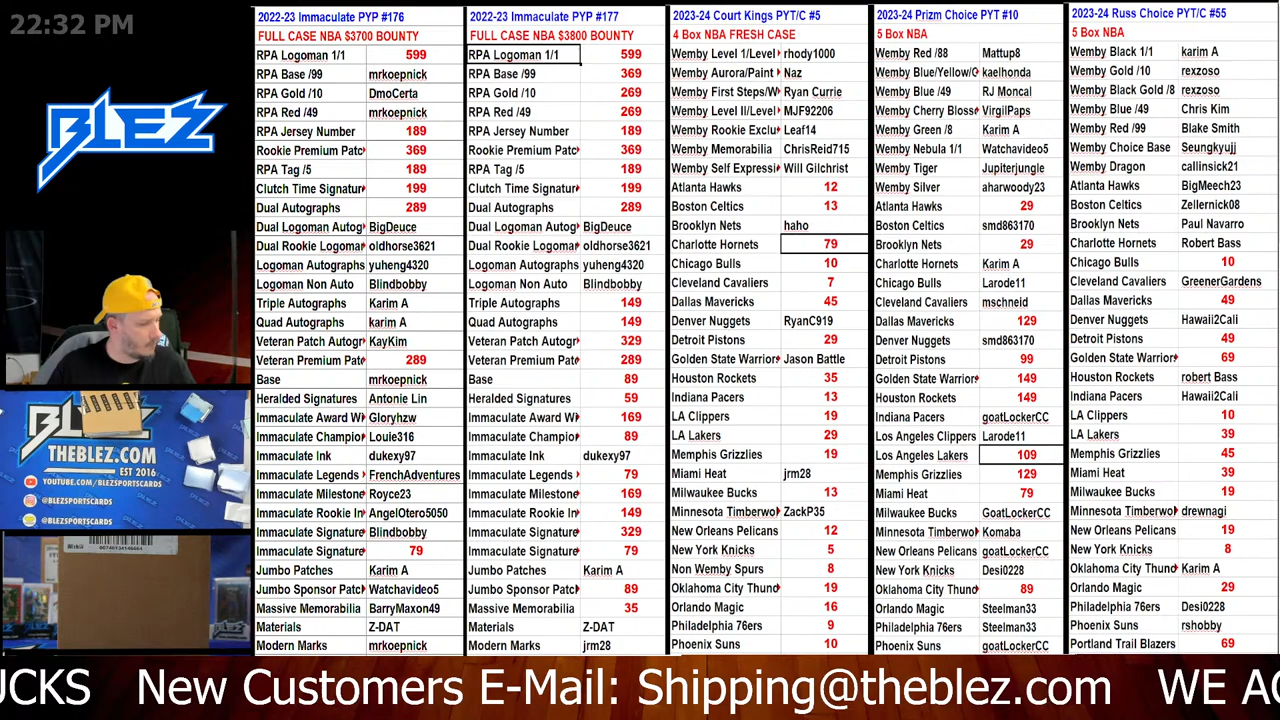 22:32 PM
BLEZ
BLEZ
THEBLEZ.COM
EST 2016
YOUTUBE.COM/BLEZSPORTSCARDS
@BLEZSPORTSCARDS
@BLEZSPORTSCARDS
2022-23 Immaculate PYP #176
FULL CASE NBA $3700 BOUNTY
RPA Logoman 1/1 599
RPA Base /99 mrkoepnick
RPA Gold /10 DmoCerta
RPA Red /49 mrkoepnick
RPA Jersey Number 189
Rookie Premium Patc 369
RPA Tag /5 189
Clutch Time Signatur 199
Dual Autographs 289
Dual Logoman Autog BigDeuce
Dual Rookie Logomar oldhorse3621
Logoman Autographs yuheng4320
Logoman Non Auto Blindbobby
Triple Autographs Karim A
Quad Autographs karim A
Veteran Patch Autogr KayKim
Veteran Premium Pat 289
Base mrkoepnick
Heralded Signatures Antonie Lin
Immaculate Award W Gloryhzw
Immaculate Champio Louie316
Immaculate Ink dukexy97
Immaculate Legends FrenchAdventures
Immaculate Milestone Royce23
Immaculate Rookie In AngelOtero5050
Immaculate Signature Blindbobby
Immaculate Signature 79
Jumbo Patches Karim A
Jumbo Sponsor Patc Watchavideo5
Massive Memorabilia BarryMaxon49
Materials Z-DAT
Modern Marks mrkoepnick
2022-23 Immaculate PYP #177
FULL CASE NBA $3800 BOUNTY
RPA Logoman 1/1 599
RPA Base /99 369
RPA Gold /10 269
RPA Red /49 269
RPA Jersey Number 189
Rookie Premium Patc 369
RPA Tag /5 189
Clutch Time Signatur 199
Dual Autographs 289
Dual Logoman Autog BigDeuce
Dual Rookie Logomar oldhorse3621
Logoman Autographs yuheng4320
Logoman Non Auto Blindbobby
Triple Autographs 149
Quad Autographs 149
Veteran Patch Autogr 329
Veteran Premium Pat 289
Base 89
Heralded Signatures 59
Immaculate Award W 169
Immaculate Champio 89
Immaculate Ink dukexy97
Immaculate Legends 79
Immaculate Milestone 169
Immaculate Rookie In 149
Immaculate Signature 329
Immaculate Signature 79
Jumbo Patches Karim A
Jumbo Sponsor Patc 89
Massive Memorabilia 35
Materials Z-DAT
Modern Marks jrm28
2023-24 Court Kings PYT/C #5
4 Box NBA FRESH CASE
Wemby Level 1/Level rhody1000
Wemby Aurora/Paint Naz
Wemby First Steps/W Ryan Currie
Wemby Level II/Level MJF92206
Wemby Rookie Exclu Leaf14
Wemby Memorabilia ChrisReid715
Wemby Self Expressi Will Gilchrist
Atlanta Hawks 12
Boston Celtics 13
Brooklyn Nets haho
Charlotte Hornets 79
Chicago Bulls 10
Cleveland Cavaliers 7
Dallas Mavericks 45
Denver Nuggets RyanC919
Detroit Pistons 29
Golden State Warrior Jason Battle
Houston Rockets 35
Indiana Pacers 13
LA Clippers 19
LA Lakers 29
Memphis Grizzlies 19
Miami Heat jrm28
Milwaukee Bucks 13
Minnesota Timberwo ZackP35
New Orleans Pelicans 12
New York Knicks 5
Non Wemby Spurs 8
Oklahoma City Thund 19
Orlando Magic 16
Philadelphia 76ers 9
Phoenix Suns 10
2023-24 Prizm Choice PYT #10
5 Box NBA
Wemby Red /88 Mattup8
Wemby Blue/Yellow/C kaelhonda
Wemby Blue /49 RJ Moncal
Wemby Cherry Blosso VirgilPaps
Wemby Green /8 Karim A
Wemby Nebula 1/1 Watchavideo5
Wemby Tiger Jupiterjungle
Wemby Silver aharwoody23
Atlanta Hawks 29
Boston Celtics smd863170
Brooklyn Nets 29
Charlotte Hornets Karim A
Chicago Bulls Larode11
Cleveland Cavaliers mschneid
Dallas Mavericks 129
Denver Nuggets smd863170
Detroit Pistons 99
Golden State Warrior 149
Houston Rockets 149
Indiana Pacers goatLockerCC
Los Angeles Clippers Larode11
Los Angeles Lakers 109
Memphis Grizzlies 129
Miami Heat 79
Milwaukee Bucks GoatLockerCC
Minnesota Timberwo Komaba
New Orleans Pelicans goatLockerCC
New York Knicks Desi0228
Oklahoma City Thund 89
Orlando Magic Steelman33
Philadelphia 76ers Steelman33
Phoenix Suns goatLockerCC
2023-24 Russ Choice PYT/C #55
5 Box NBA
Wemby Black 1/1 karim A
Wemby Gold /10 rexzoso
Wemby Black Gold /8 rexzoso
Wemby Blue /49 Chris Kim
Wemby Red /99 Blake Smith
Wemby Choice Base Seungkyujj
Wemby Dragon callinsick21
Atlanta Hawks BigMeech23
Boston Celtics Zellernick08
Brooklyn Nets Paul Navarro
Charlotte Hornets Robert Bass
Chicago Bulls 10
Cleveland Cavaliers GreenerGardens
Dallas Mavericks 49
Denver Nuggets Hawaii2Cali
Detroit Pistons 49
Golden State Warrior 69
Houston Rockets robert Bass
Indiana Pacers Hawaii2Cali
LA Clippers 10
LA Lakers 39
Memphis Grizzlies 45
Miami Heat 39
Milwaukee Bucks 19
Minnesota Timberwo drewnagi
New Orleans Pelicans 19
New York Knicks 8
Oklahoma City Thund Karim A
Orlando Magic 29
Philadelphia 76ers Desi0228
Phoenix Suns rshobby
Portland Trail Blazers 69
UCKS New Customers E-Mail: Shipping@theblez.com WE AC